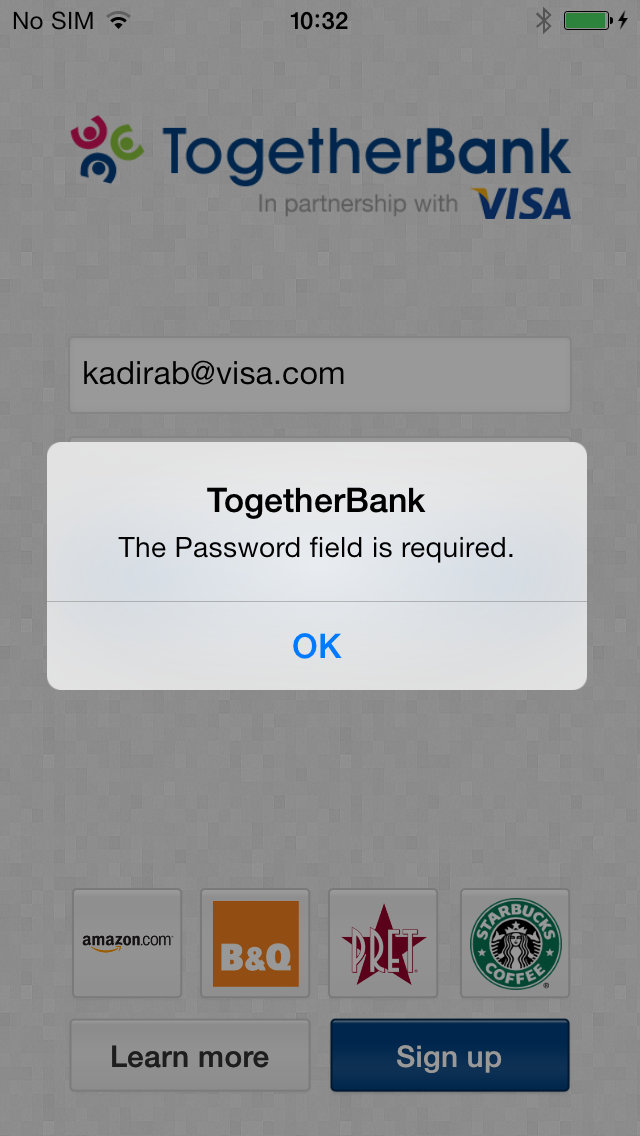 No SIM 10:32
TogetherBank
In partnership with VISA
kadirab@visa.com
TogetherBank
The Password field is required.
OK
amazon.com B&Q PRET STARBUCKS COFFEE
Learn more Sign up